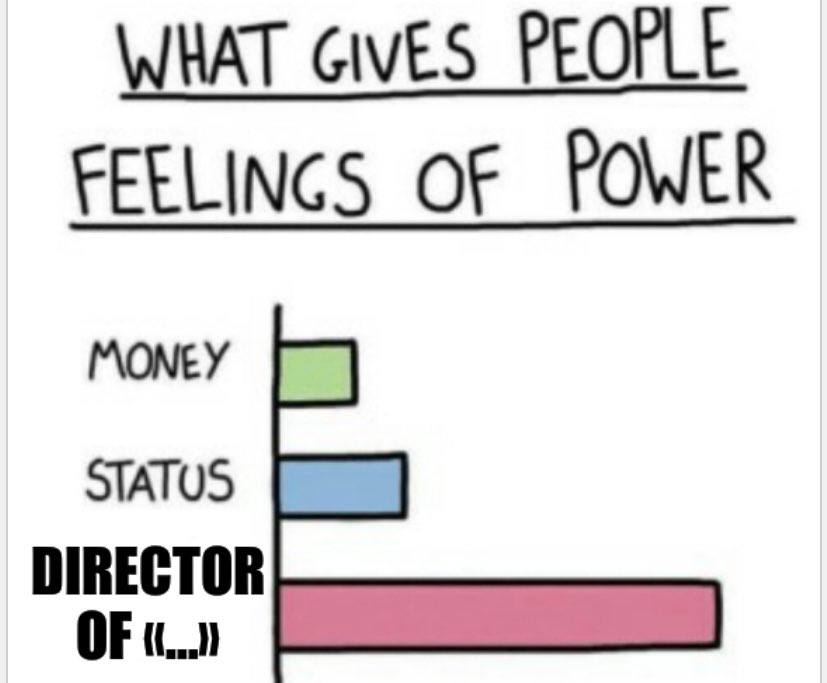 WHAT GIVES PEOPLE
FEELINGS OF POWER
MONEY
STATUS
DIRECTOR
OF «...»